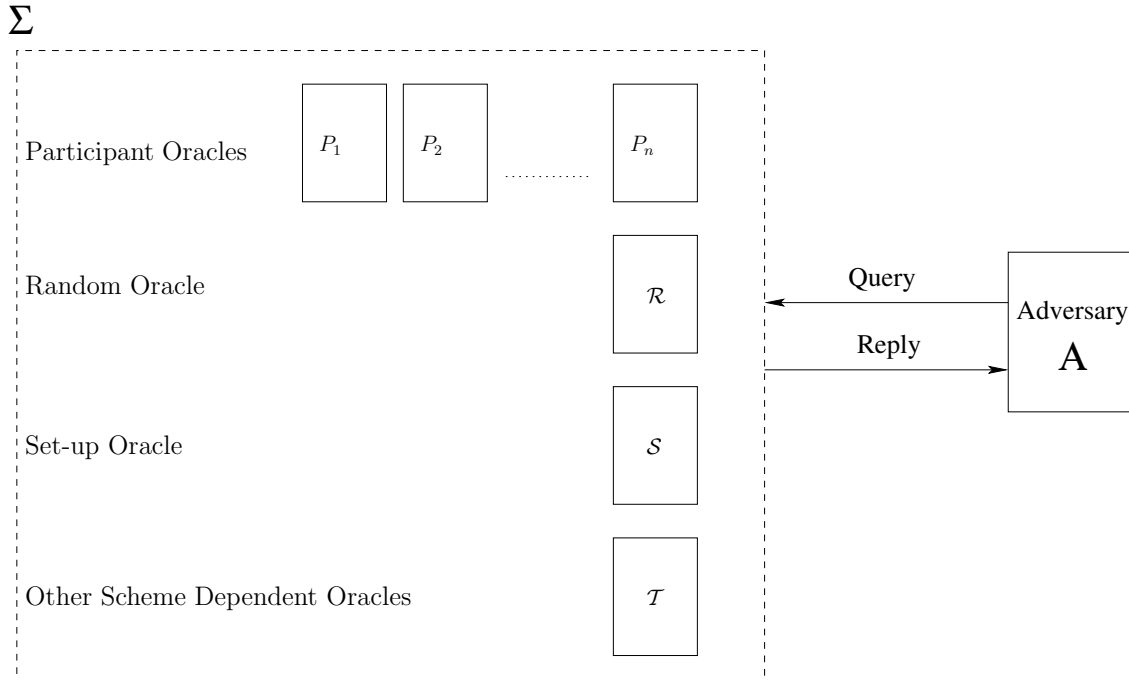 Σ
Participant Oracles P₁ P₂ ............. Pₙ
Random Oracle ℛ
Query
Adversary
A
Reply
Set-up Oracle 𝒮
Other Scheme Dependent Oracles 𝒯